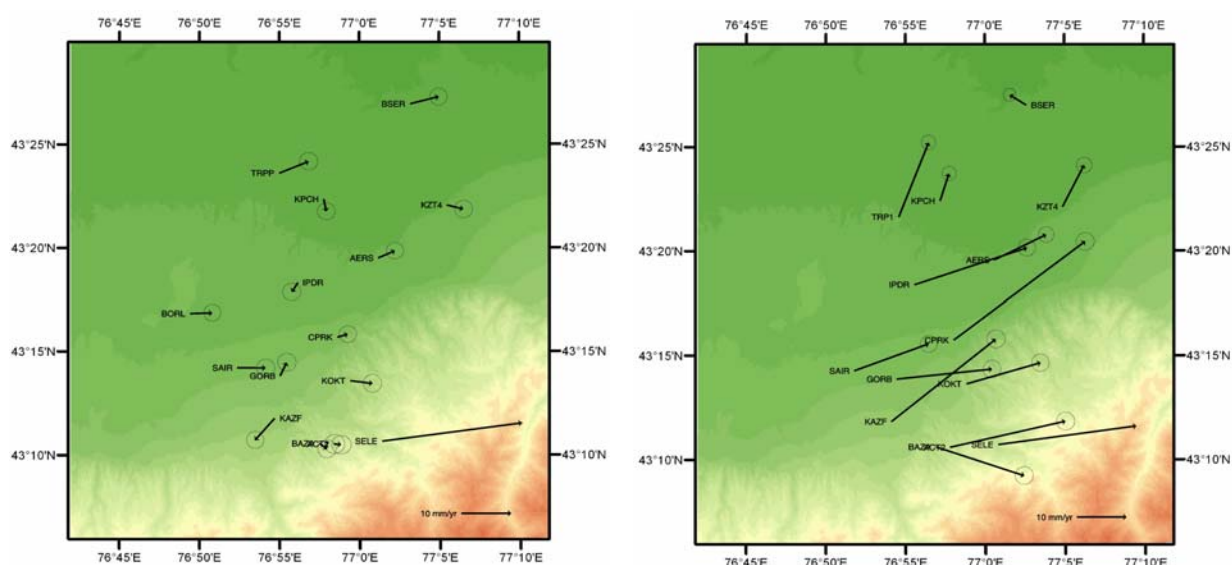 76°45'E 76°50'E 76°55'E 77°00'E 77°5'E 77°10'E
BSER
43°25'N 43°25'N
TRPP
KPCH
KZT4
43°20'N 43°20'N
AERS
IPDR
BORL
CPRK
43°15'N 43°15'N
SAIR
GORB
KOKT
KAZF
SELE
43°10'N 43°10'N
10 mm/yr
76°45'E 76°50'E 76°55'E 77°0'E 77°5'E 77°10'E
76°45'E 76°50'E 76°55'E 77°0'E 77°5'E 77°10'E
BSER
43°25'N 43°25'N
KPCH
KZT4
TRP1
43°20'N 43°20'N
AERS
IPDR
CPRK
43°15'N 43°15'N
SAIR
GORB
KOKT
KAZF
SELE
43°10'N 43°10'N
10 mm/yr
76°45'E 76°50'E 76°55'E 77°0'E 77°5'E 77°10'E